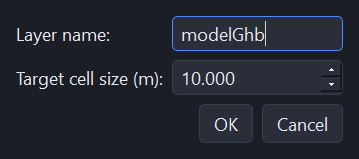 Layer name: modelGhb
Target cell size (m): 10.000
OK Cancel